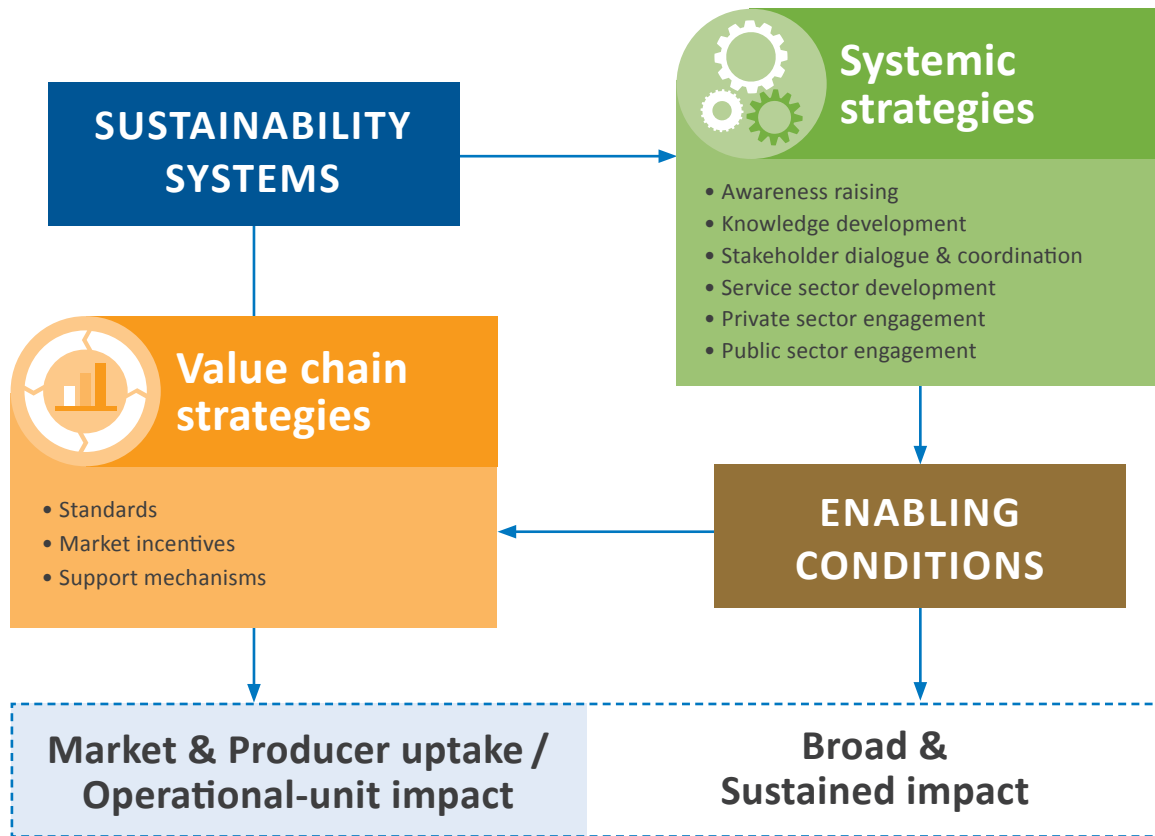 SUSTAINABILITY
SYSTEMS
Systemic
strategies
• Awareness raising
• Knowledge development
• Stakeholder dialogue & coordination
• Service sector development
• Private sector engagement
• Public sector engagement
Value chain
strategies
• Standards
• Market incentives
• Support mechanisms
ENABLING
CONDITIONS
Market & Producer uptake /
Operational-unit impact
Broad &
Sustained impact